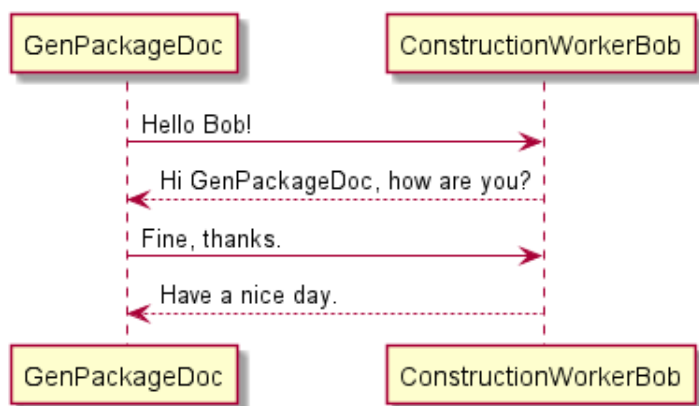 GenPackageDoc
ConstructionWorkerBob
Hello Bob!
Hi GenPackageDoc, how are you?
Fine, thanks.
Have a nice day.
GenPackageDoc
ConstructionWorkerBob